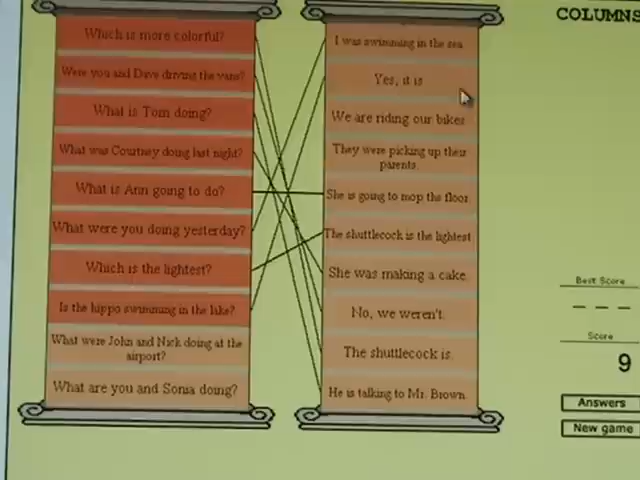 COLUMNS
Which is more colorful?
Were you and Dave driving the vans?
What is Tom doing?
What was Courtney doing last night?
What is Ann going to do?
What were you doing yesterday?
Which is the lightest?
Is the hippo swimming in the lake?
What were John and Nick doing at the
airport?
What are you and Sonia doing?
I was swimming in the sea.
Yes, it is
We are riding our bikes.
They were picking up their
parents.
She is going to mop the floor.
The shuttlecock is the lightest
She was making a cake.
No, we weren't.
The shuttlecock is.
He is talking to Mr. Brown.
Best Score
_ _ _
Score
9
Answers
New game